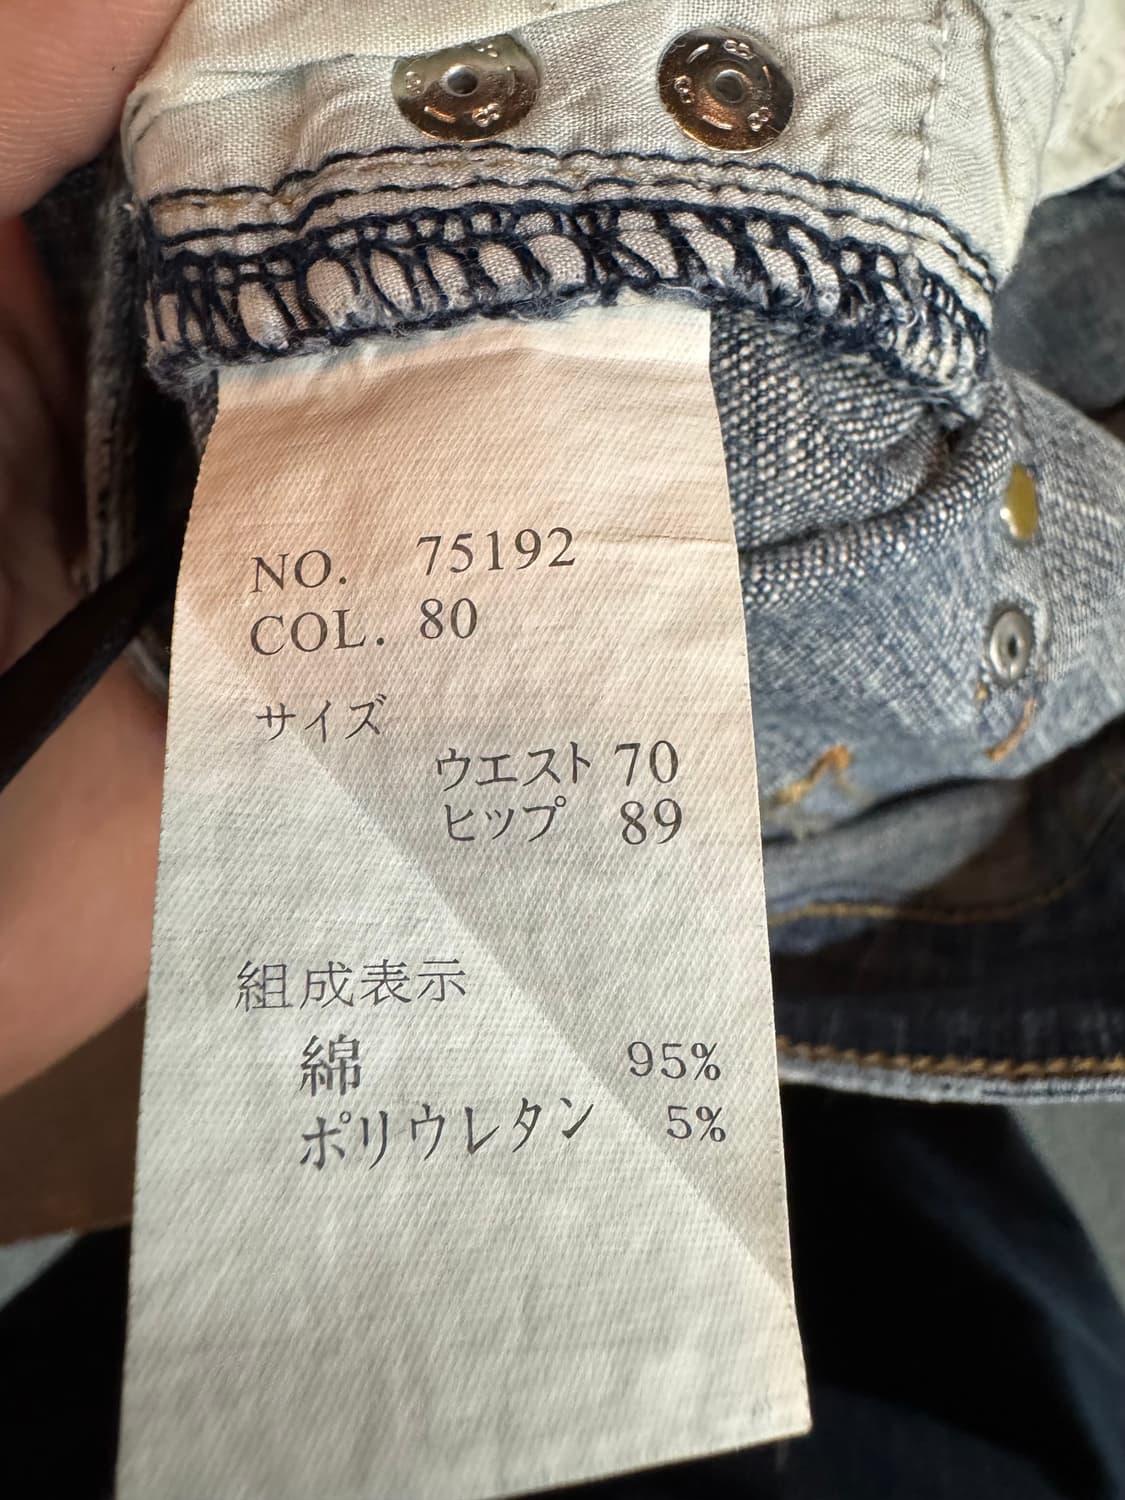 NO. 75192
COL. 80
サイズ
ウエスト 70
ヒップ 89
組成表示
綿 95%
ポリウレタン 5%